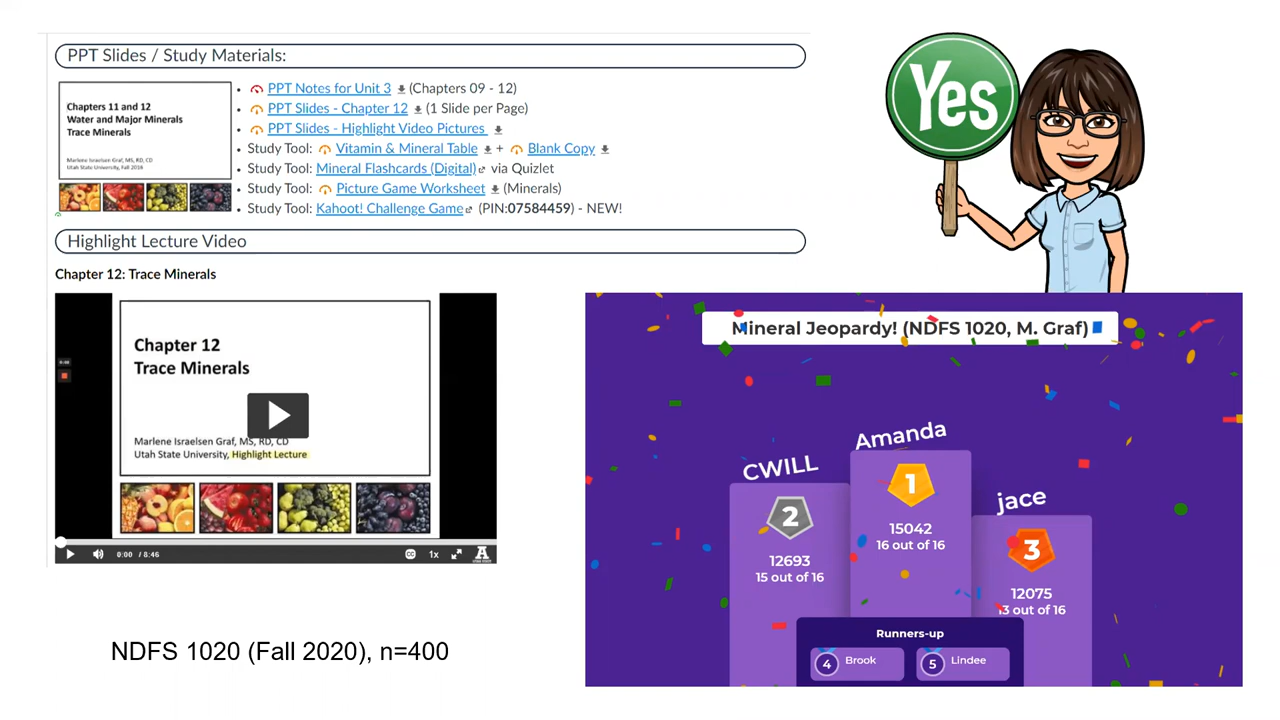 PPT Slides / Study Materials:
Chapters 11 and 12
Water and Major Minerals
Trace Minerals
Marlene Israelsen Graf, MS, RD, CD
Utah State University, Fall 2018
PPT Notes for Unit 3 (Chapters 09 - 12)
PPT Slides - Chapter 12 (1 Slide per Page)
PPT Slides - Highlight Video Pictures
Study Tool: Vitamin & Mineral Table + Blank Copy
Study Tool: Mineral Flashcards (Digital) via Quizlet
Study Tool: Picture Game Worksheet (Minerals)
Study Tool: Kahoot! Challenge Game (PIN:07584459) - NEW!
Yes
Highlight Lecture Video
Chapter 12: Trace Minerals
Chapter 12
Trace Minerals
Marlene Israelsen Graf, MS, RD, CD
Utah State University, Highlight Lecture
0:00 / 8:46
CC
1x
Mineral Jeopardy! (NDFS 1020, M. Graf)
Amanda
1
15042
16 out of 16
CWILL
2
12693
15 out of 16
jace
3
12075
13 out of 16
Runners-up
4 Brook
5 Lindee
NDFS 1020 (Fall 2020), n=400